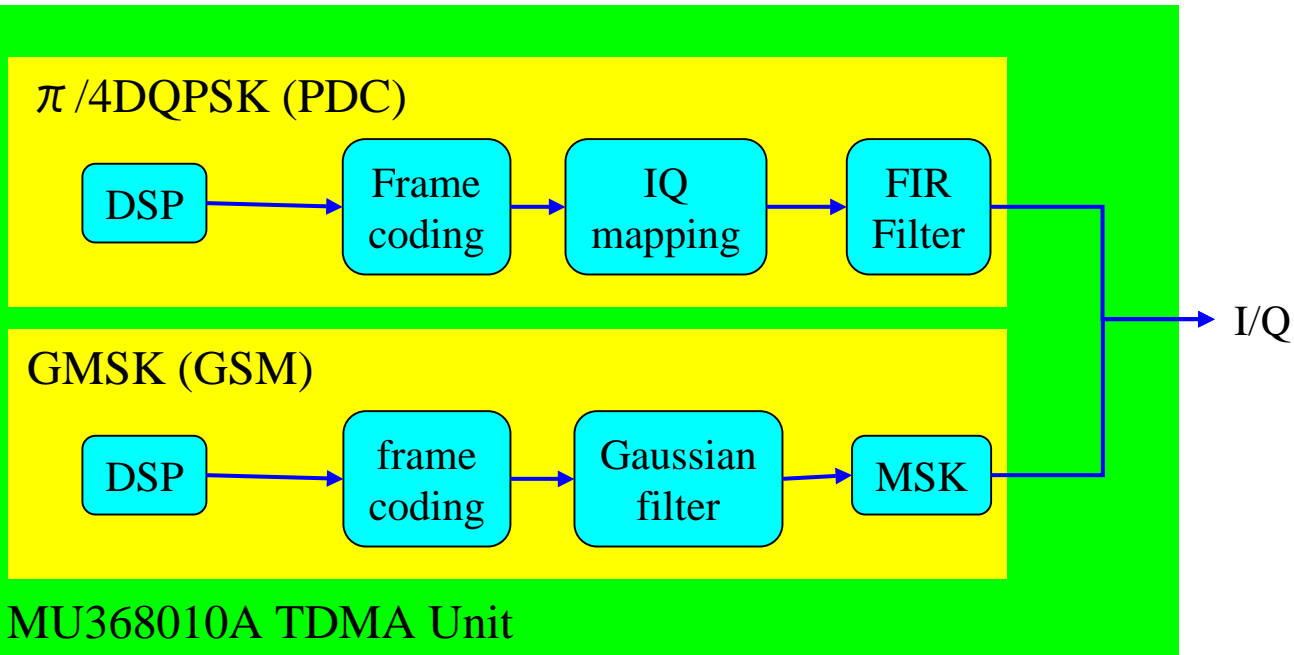 π/4DQPSK (PDC)
DSP
Frame
coding
IQ
mapping
FIR
Filter
I/Q
GMSK (GSM)
DSP
frame
coding
Gaussian
filter
MSK
MU368010A TDMA Unit